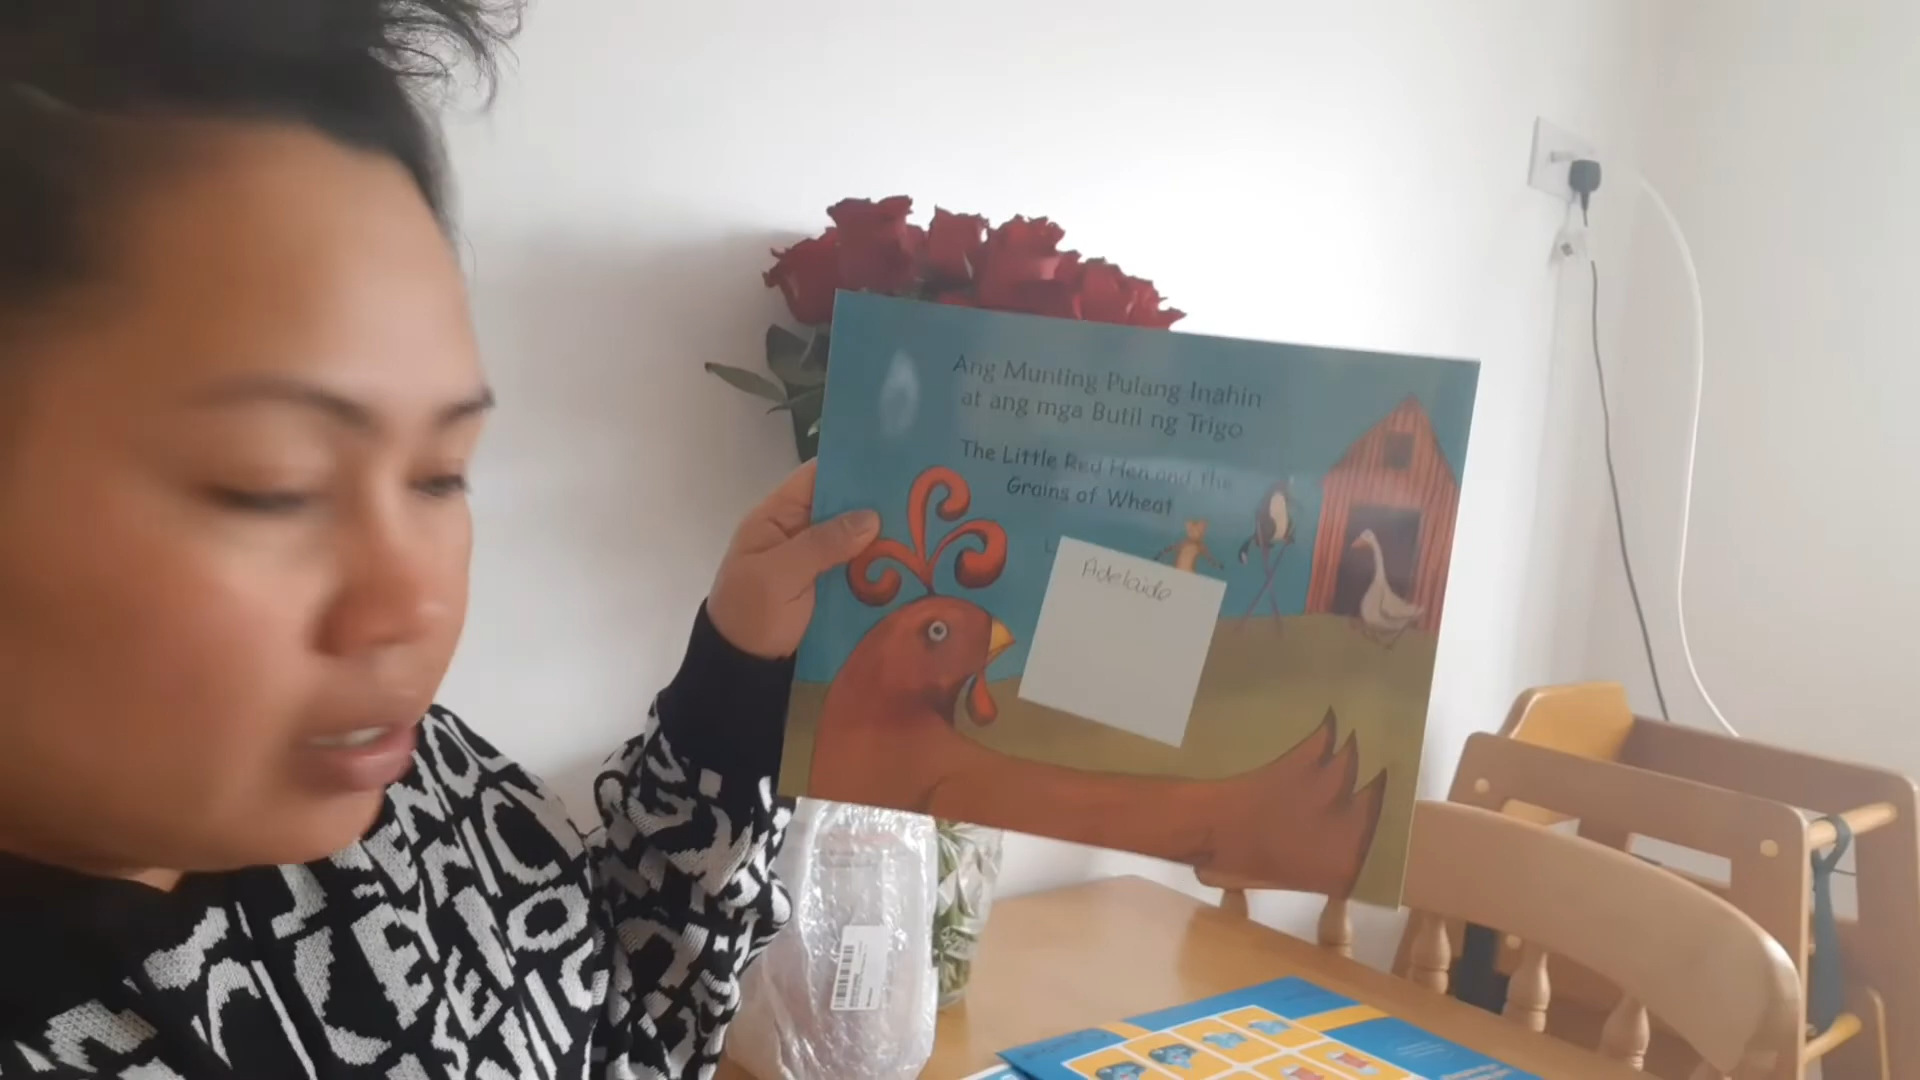 Ang Munting Pulang Inahin
at ang mga Butil ng Trigo
The Little Red Hen and the
Grains of Wheat
Adelaide